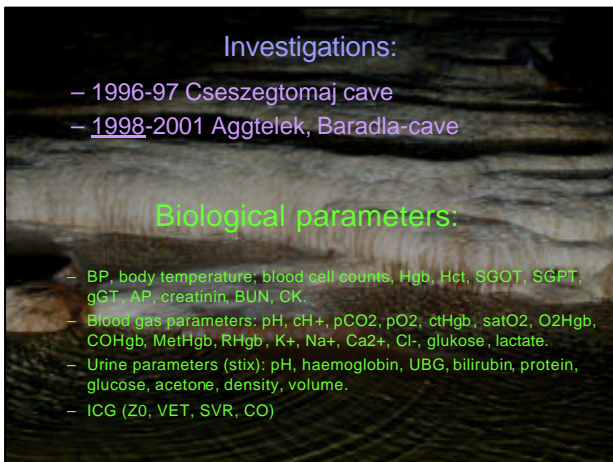 Investigations:
– 1996-97 Cseszegtomaj cave
– 1998-2001 Aggtelek, Baradla-cave
Biological parameters:
– BP, body temperature; blood cell counts, Hgb, Hct, SGOT, SGPT,
gGT, AP, creatinin, BUN, CK.
– Blood gas parameters: pH, cH+, pCO2, pO2, ctHgb, satO2, O2Hgb,
COHgb, MetHgb, RHgb, K+, Na+, Ca2+, Cl-, glukose, lactate.
– Urine parameters (stix): pH, haemoglobin, UBG, bilirubin, protein,
glucose, acetone, density, volume.
– ICG (Z0, VET, SVR, CO)